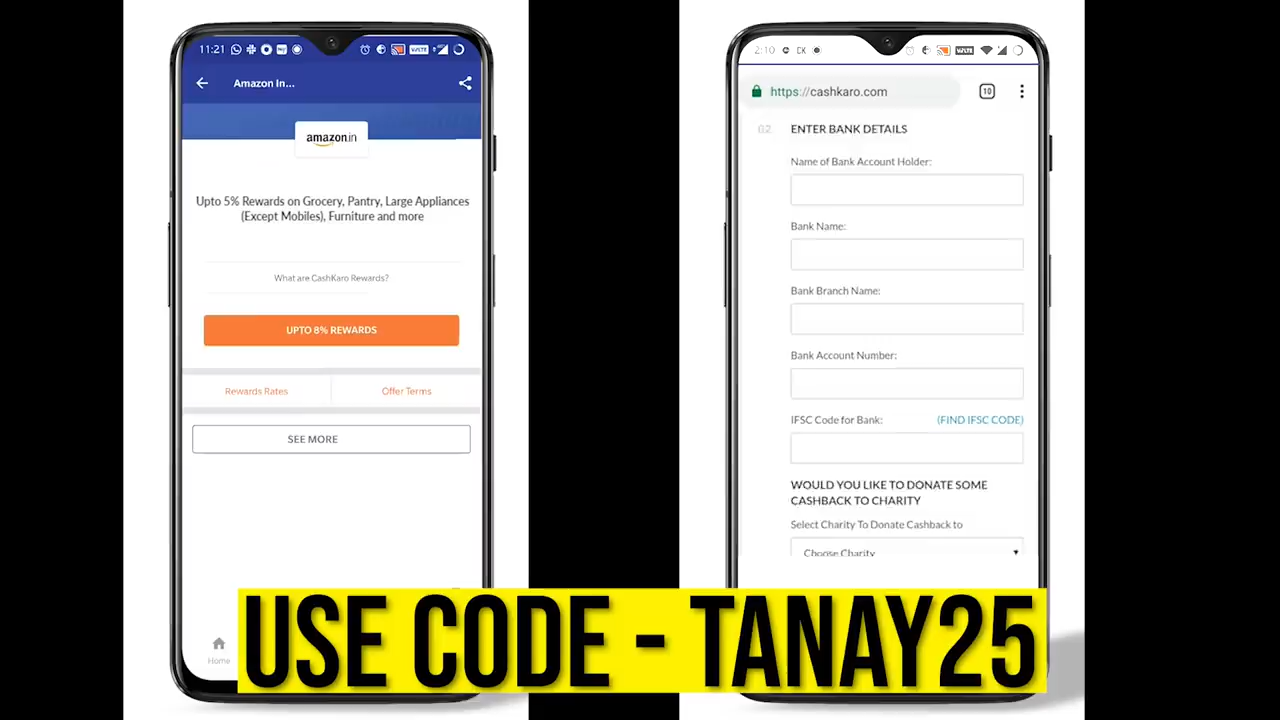 11:21
Amazon In...
amazon.in
Upto 5% Rewards on Grocery, Pantry, Large Appliances
(Except Mobiles), Furniture and more
What are CashKaro Rewards?
UPTO 8% REWARDS
Rewards Rates
Offer Terms
SEE MORE
Home
2:10
CK
https://cashkaro.com
10
02
ENTER BANK DETAILS
Name of Bank Account Holder:
Bank Name:
Bank Branch Name:
Bank Account Number:
IFSC Code for Bank: (FIND IFSC CODE)
WOULD YOU LIKE TO DONATE SOME
CASHBACK TO CHARITY
Select Charity To Donate Cashback to
Choose Charity
USE CODE - TANAY25